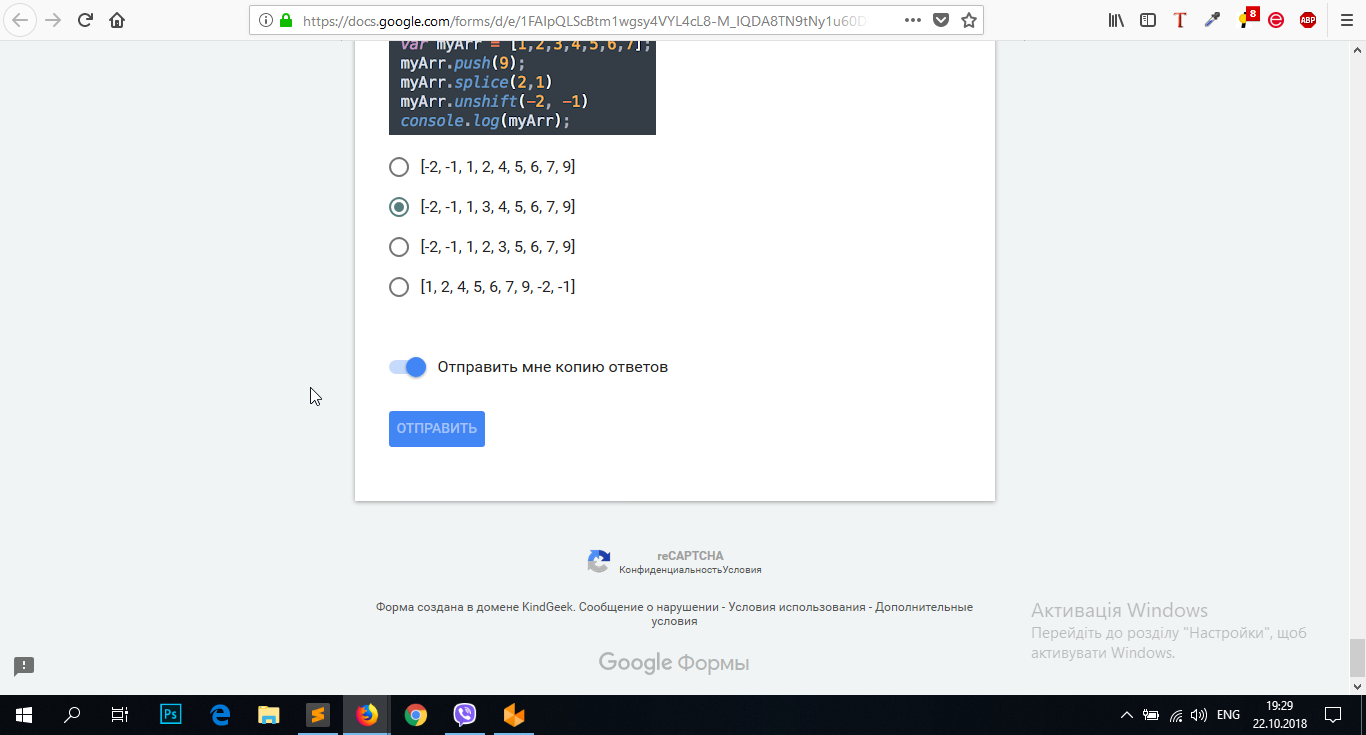 https://docs.google.com/forms/d/e/1FAIpQLScBtm1wgsy4VYL4cL8-M_IQDA8TN9tNy1u60D
T
8
ABP
var myArr = [1,2,3,4,5,6,7];
myArr.push(9);
myArr.splice(2,1)
myArr.unshift(-2, -1)
console.log(myArr);
[-2, -1, 1, 2, 4, 5, 6, 7, 9]
[-2, -1, 1, 3, 4, 5, 6, 7, 9]
[-2, -1, 1, 2, 3, 5, 6, 7, 9]
[1, 2, 4, 5, 6, 7, 9, -2, -1]
Отправить мне копию ответов
ОТПРАВИТЬ
reCAPTCHA
КонфиденциальностьУсловия
Форма создана в домене KindGeek. Сообщение о нарушении - Условия использования - Дополнительные
условия
Google Формы
Активація Windows
Перейдіть до розділу "Настройки", щоб
активувати Windows.
Ps
ENG
19:29
22.10.2018